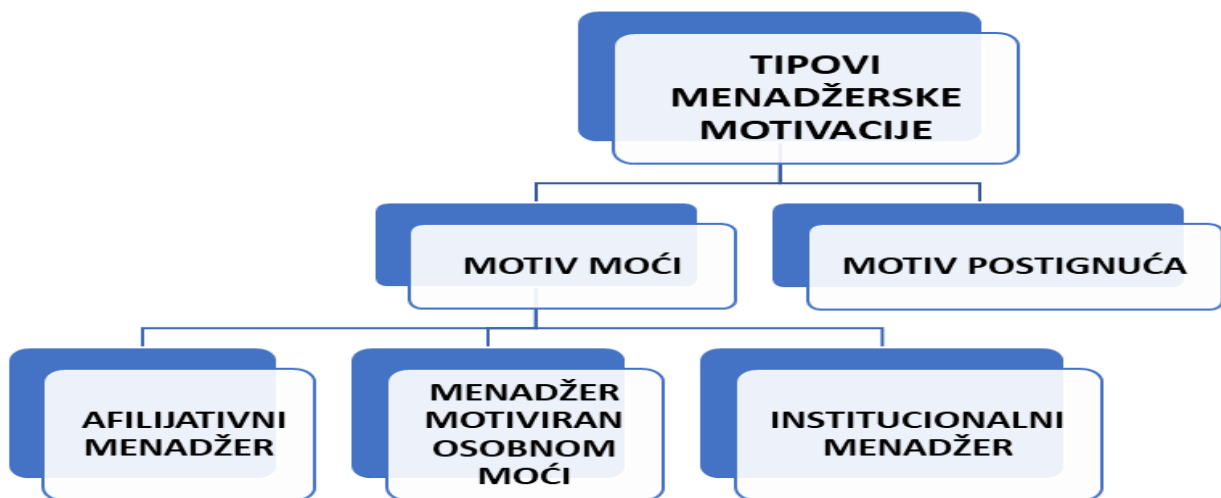 TIPOVI
MENADŽERSKE
MOTIVACIJE
MOTIV MOĆI
MOTIV POSTIGNUĆA
AFILIJATIVNI
MENADŽER
MENADŽER
MOTIVIRAN
OSOBNOM
MOĆI
INSTITUCIONALNI
MENADŽER